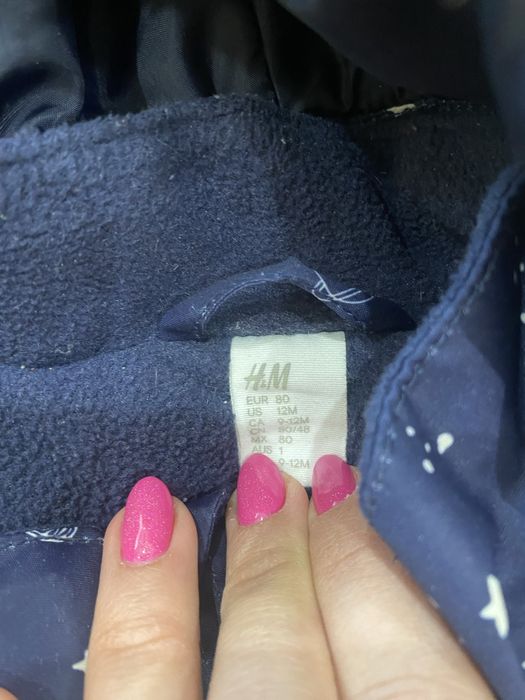 H&M
EUR 80
US 12M
CA 9-12M
CN 80/48
MX 80
AUS 1
9-12M